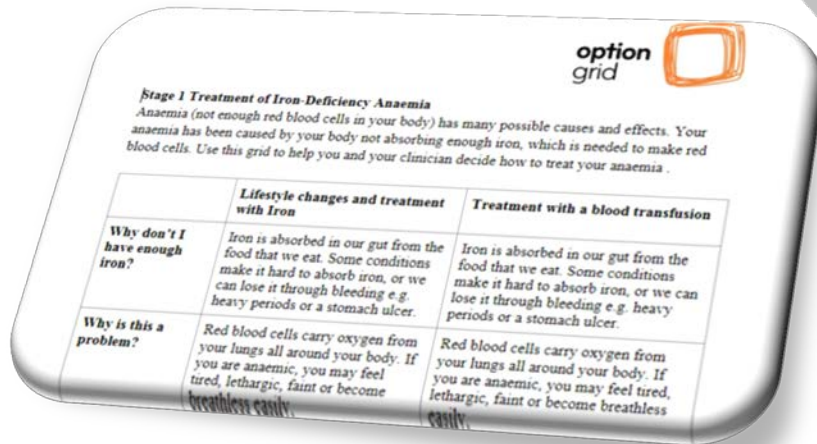 option
grid
Stage 1 Treatment of Iron-Deficiency Anaemia
Anaemia (not enough red blood cells in your body) has many possible causes and effects. Your
anaemia has been caused by your body not absorbing enough iron, which is needed to make red
blood cells. Use this grid to help you and your clinician decide how to treat your anaemia .
Lifestyle changes and treatment
with Iron
Treatment with a blood transfusion
Why don't I
have enough
iron?
Iron is absorbed in our gut from the
food that we eat. Some conditions
make it hard to absorb iron, or we
can lose it through bleeding e.g.
heavy periods or a stomach ulcer.
Iron is absorbed in our gut from the
food that we eat. Some conditions
make it hard to absorb iron, or we can
lose it through bleeding e.g. heavy
periods or a stomach ulcer.
Why is this a
problem?
Red blood cells carry oxygen from
your lungs all around your body. If
you are anaemic, you may feel
tired, lethargic, faint or become
breathless easily.
Red blood cells carry oxygen from
your lungs all around your body. If
you are anaemic, you may feel tired,
lethargic, faint or become breathless
easily.